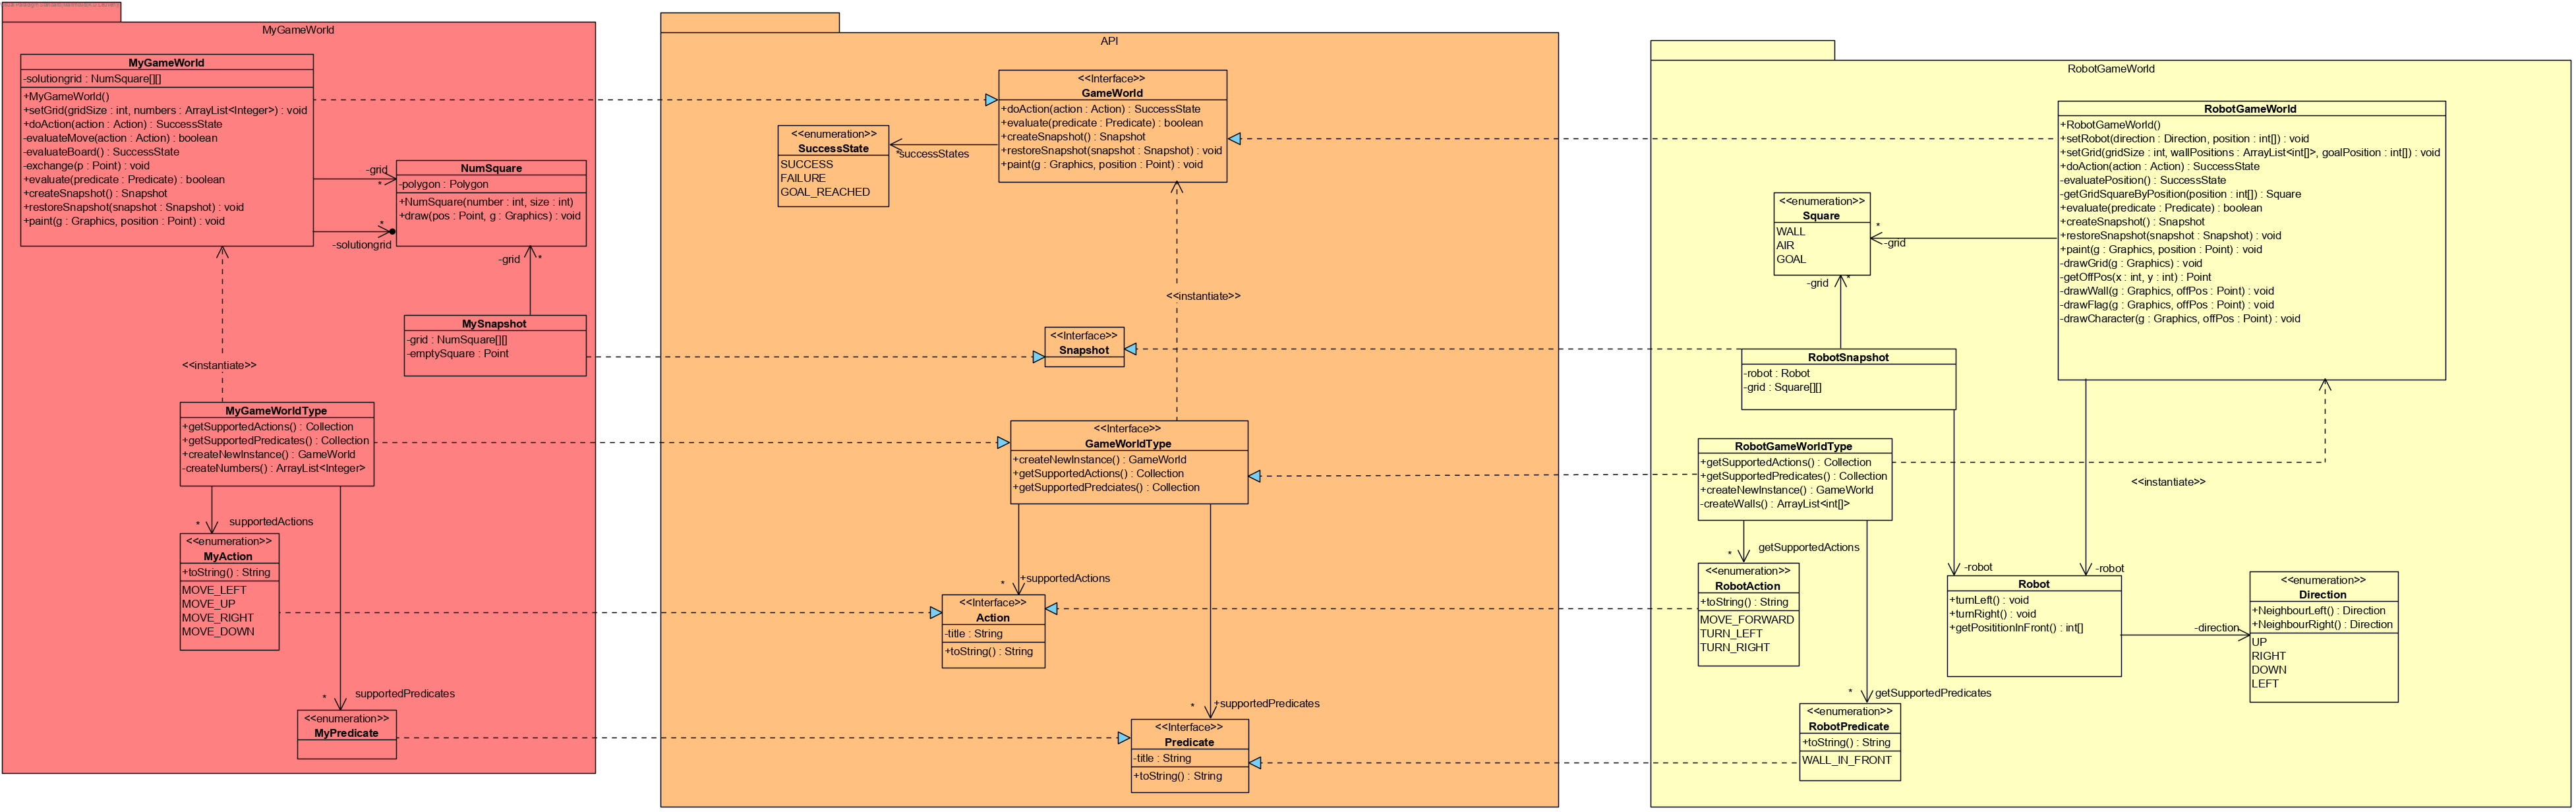 MyGameWorld
MyGameWorld
-solutiongrid : NumSquare[][]
+MyGameWorld()
+setGrid(gridSize : int, numbers : ArrayList<Integer>) : void
+doAction(action : Action) : SuccessState
-evaluateMove(action : Action) : boolean
-evaluateBoard() : SuccessState
-exchange(p : Point) : void
+evaluate(predicate : Predicate) : boolean
+createSnapshot() : Snapshot
+restoreSnapshot(snapshot : Snapshot) : void
+paint(g : Graphics, position : Point) : void
-grid
*
*
-solutiongrid
NumSquare
-polygon : Polygon
+NumSquare(number : int, size : int)
+draw(pos : Point, g : Graphics) : void
-grid
*
MySnapshot
-grid : NumSquare[][]
-emptySquare : Point
<<instantiate>>
MyGameWorldType
+getSupportedActions() : Collection
+getSupportedPredicates() : Collection
+createNewInstance() : GameWorld
-createNumbers() : ArrayList<Integer>
*
supportedActions
<<enumeration>>
MyAction
+toString() : String
MOVE_LEFT
MOVE_UP
MOVE_RIGHT
MOVE_DOWN
*
supportedPredicates
<<enumeration>>
MyPredicate
API
<<Interface>>
GameWorld
+doAction(action : Action) : SuccessState
+evaluate(predicate : Predicate) : boolean
+createSnapshot() : Snapshot
+restoreSnapshot(snapshot : Snapshot) : void
+paint(g : Graphics, position : Point) : void
<<enumeration>>
SuccessState
SUCCESS
FAILURE
GOAL_REACHED
*successStates
<<instantiate>>
<<Interface>>
Snapshot
<<Interface>>
GameWorldType
+createNewInstance() : GameWorld
+getSupportedActions() : Collection
+getSupportedPredciates() : Collection
*
+supportedActions
<<Interface>>
Action
-title : String
+toString() : String
*
+supportedPredicates
<<Interface>>
Predicate
-title : String
+toString() : String
RobotGameWorld
RobotGameWorld
+RobotGameWorld()
+setRobot(direction : Direction, position : int[]) : void
+setGrid(gridSize : int, wallPositions : ArrayList<int[]>, goalPosition : int[]) : void
+doAction(action : Action) : SuccessState
-evaluatePosition() : SuccessState
-getGridSquareByPosition(position : int[]) : Square
+evaluate(predicate : Predicate) : boolean
+createSnapshot() : Snapshot
+restoreSnapshot(snapshot : Snapshot) : void
+paint(g : Graphics, position : Point) : void
-drawGrid(g : Graphics) : void
-getOffPos(x : int, y : int) : Point
-drawWall(g : Graphics, offPos : Point) : void
-drawFlag(g : Graphics, offPos : Point) : void
-drawCharacter(g : Graphics, offPos : Point) : void
<<enumeration>>
Square
WALL
AIR
GOAL
*
-grid
*
-grid
RobotSnapshot
-robot : Robot
-grid : Square[][]
RobotGameWorldType
+getSupportedActions() : Collection
+getSupportedPredicates() : Collection
+createNewInstance() : GameWorld
-createWalls() : ArrayList<int[]>
<<instantiate>>
*
getSupportedActions
<<enumeration>>
RobotAction
+toString() : String
MOVE_FORWARD
TURN_LEFT
TURN_RIGHT
-robot
-robot
Robot
+turnLeft() : void
+turnRight() : void
+getPosititionInFront() : int[]
-direction
<<enumeration>>
Direction
+NeighbourLeft() : Direction
+NeighbourRight() : Direction
UP
RIGHT
DOWN
LEFT
*
getSupportedPredicates
<<enumeration>>
RobotPredicate
+toString() : String
WALL_IN_FRONT